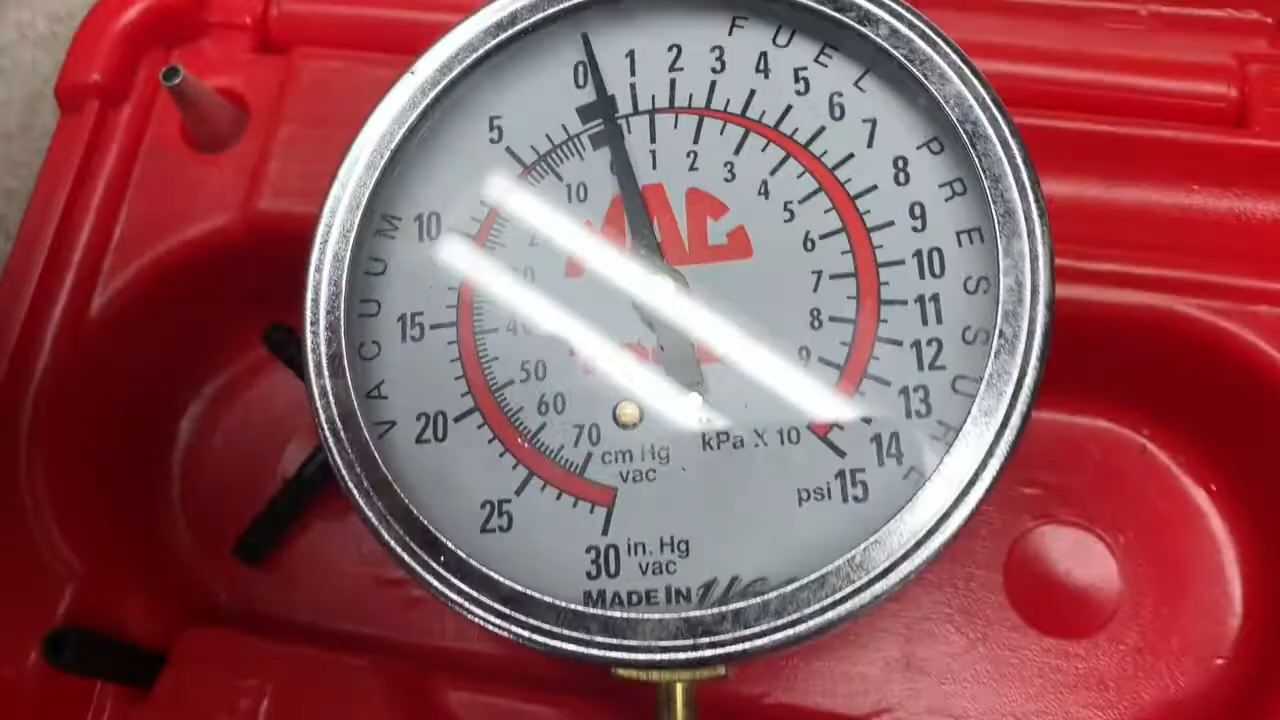 FUEL PRESSURE
0 1 2 3 4 5 6 7 8 9 10 11 12 13 14 15 psi
1 2 3 4 5 6 7 8 9
kPa X 10
VACUUM
5 10 15 20 25 30 in. Hg
vac
10
50 60 70
cm Hg
vac
MAC
MADE IN